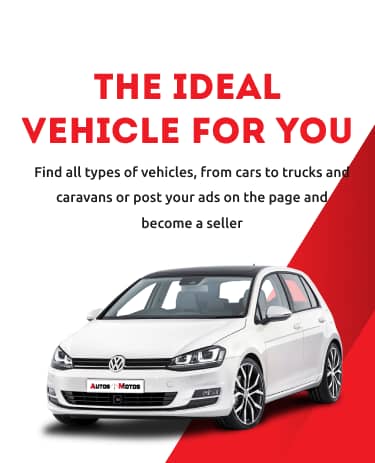 THE IDEAL
VEHICLE FOR YOU
Find all types of vehicles, from cars to trucks and
caravans or post your ads on the page and
become a seller
AUTOS MOTOS